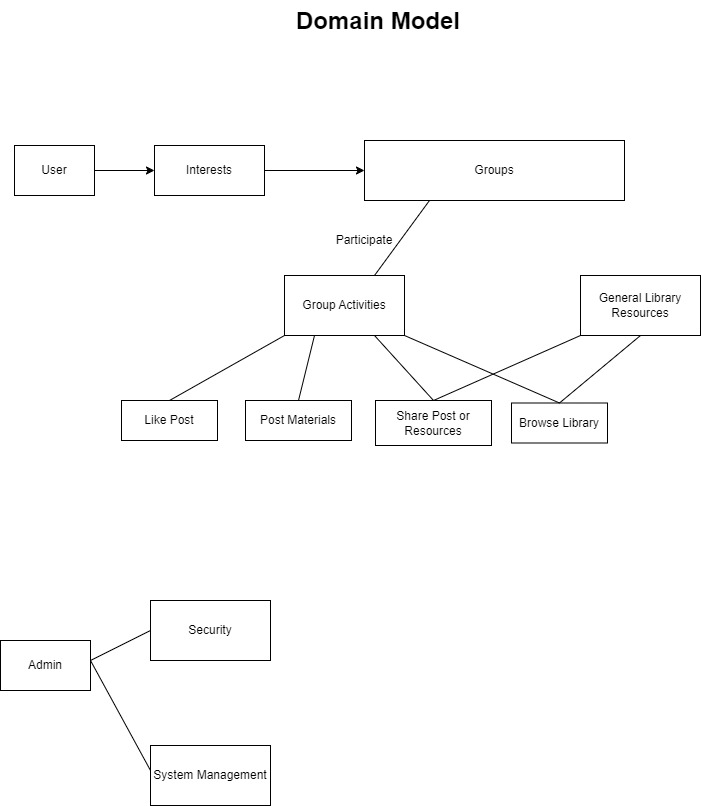 Domain Model
User
Interests
Groups
Participate
Group Activities
General Library
Resources
Like Post
Post Materials
Share Post or
Resources
Browse Library
Security
Admin
System Management